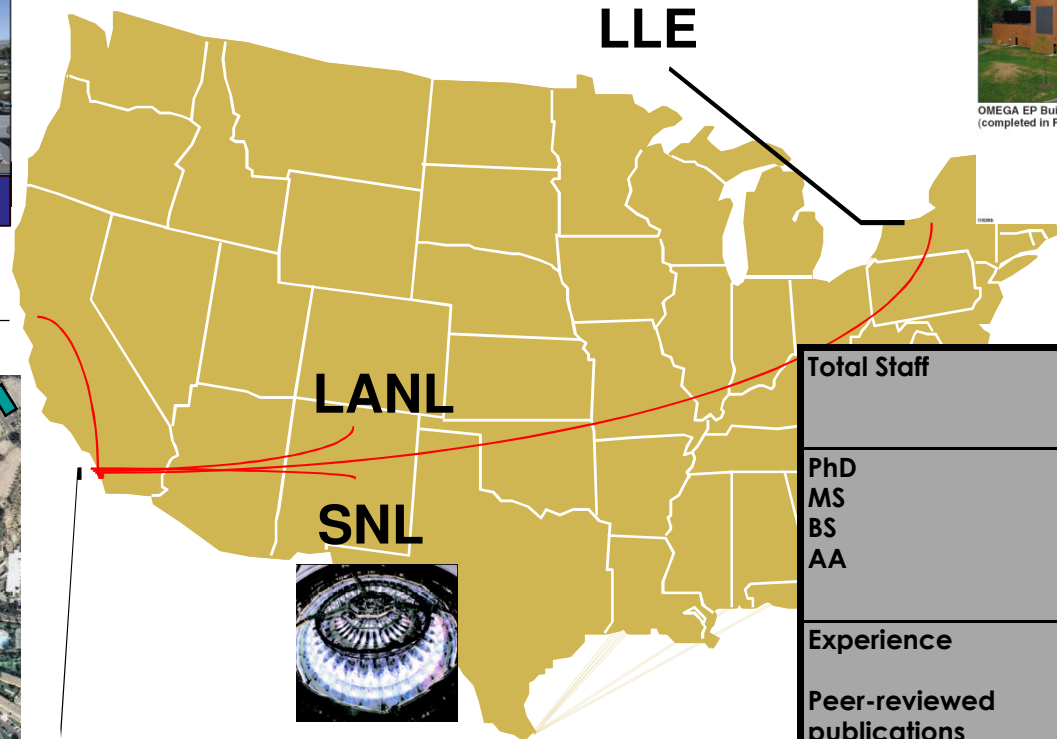 LLE
OMEGA EP Bui
(completed in F
LANL
SNL
Total Staff
PhD
MS
BS
AA
Experience
Peer-reviewed
publications